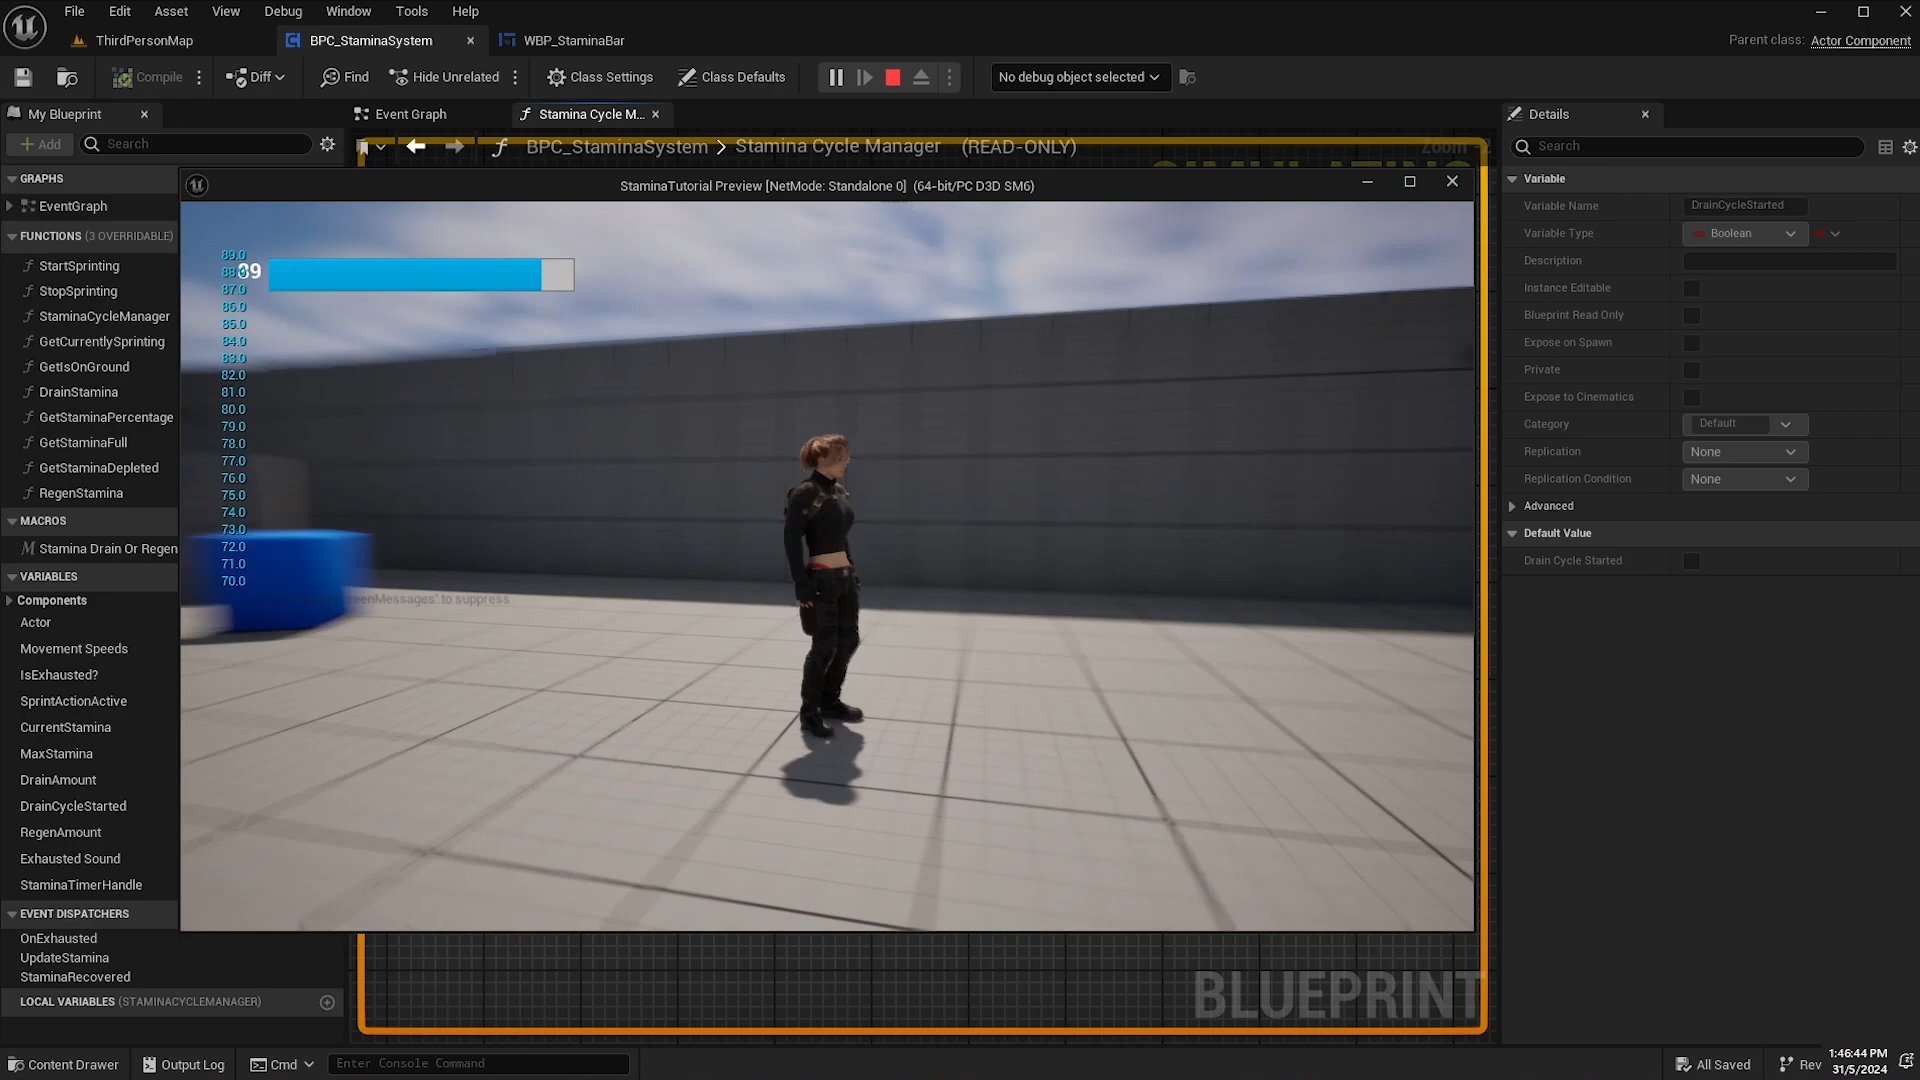 File Edit Asset View Debug Window Tools Help
ThirdPersonMap BPC_StaminaSystem WBP_StaminaBar Parent class: Actor Component
Compile Diff Find Hide Unrelated Class Settings Class Defaults No debug object selected
My Blueprint Event Graph Stamina Cycle M... Details
Add Search BPC_StaminaSystem > Stamina Cycle Manager (READ-ONLY) Search
GRAPHS
EventGraph
FUNCTIONS (3 OVERRIDABLE)
StartSprinting
StopSprinting
StaminaCycleManager
GetCurrentlySprinting
GetIsOnGround
DrainStamina
GetStaminaPercentage
GetStaminaFull
GetStaminaDepleted
RegenStamina
MACROS
Stamina Drain Or Regen
VARIABLES
Components
Actor
Movement Speeds
IsExhausted?
SprintActionActive
CurrentStamina
MaxStamina
DrainAmount
DrainCycleStarted
RegenAmount
Exhausted Sound
StaminaTimerHandle
EVENT DISPATCHERS
OnExhausted
UpdateStamina
StaminaRecovered
LOCAL VARIABLES (STAMINACYCLEMANAGER)
StaminaTutorial Preview [NetMode: Standalone 0] (64-bit/PC D3D SM6)
89.0
88.0
89
87.0
86.0
85.0
84.0
83.0
82.0
81.0
80.0
79.0
78.0
77.0
76.0
75.0
74.0
73.0
72.0
71.0
70.0
to suppress
BLUEPRINT
Variable
Variable Name DrainCycleStarted
Variable Type Boolean
Description
Instance Editable
Blueprint Read Only
Expose on Spawn
Private
Expose to Cinematics
Category Default
Replication None
Replication Condition None
Advanced
Default Value
Drain Cycle Started
Content Drawer Output Log Cmd Enter Console Command All Saved Rev 1:46:44 PM
31/5/2024